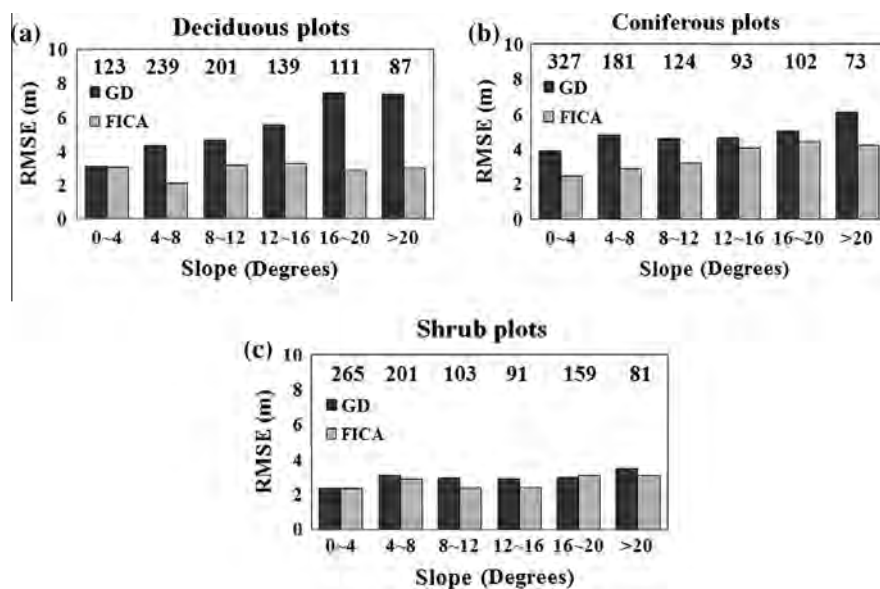 (a) Deciduous plots
10
8
6
4
2
0
RMSE (m)
123 239 201 139 111 87
GD
FICA
0~4 4~8 8~12 12~16 16~20 >20
Slope (Degrees)
(b) Coniferous plots
10
8
6
4
2
0
RMSE (m)
327 181 124 93 102 73
GD
FICA
0~4 4~8 8~12 12~16 16~20 >20
Slope (Degrees)
(c) Shrub plots
10
8
6
4
2
0
RMSE (m)
265 201 103 91 159 81
GD
FICA
0~4 4~8 8~12 12~16 16~20 >20
Slope (Degrees)